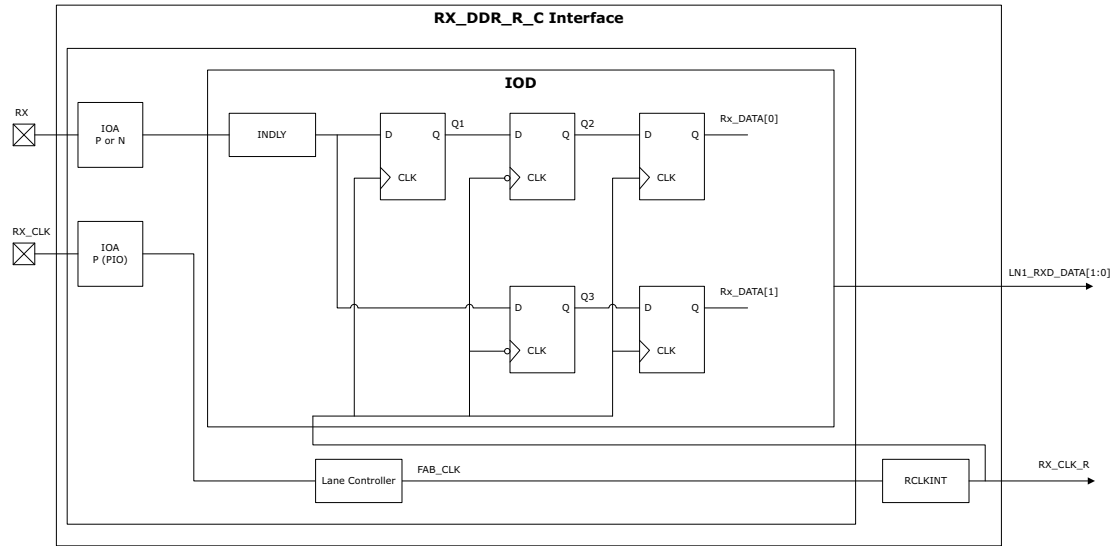 RX_DDR_R_C Interface
IOD
RX
IOA
P or N
INDLY
D
Q
CLK
Q1
D
Q
CLK
Q2
D
Q
CLK
Rx_DATA[0]
RX_CLK
IOA
P (PIO)
LN1_RXD_DATA[1:0]
D
Q
CLK
Q3
D
Q
CLK
Rx_DATA[1]
Lane Controller
FAB_CLK
RCLKINT
RX_CLK_R